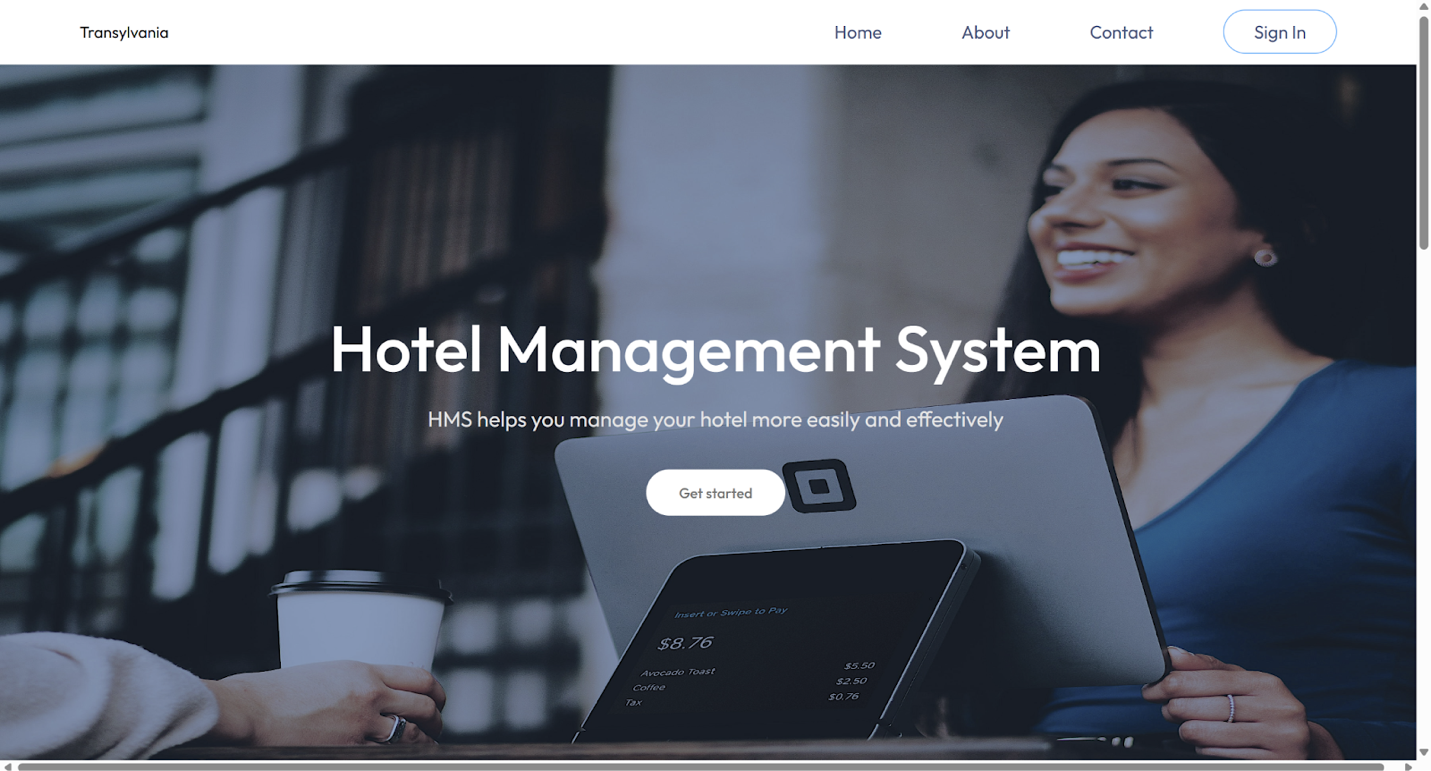 Transylvania
Home About Contact Sign In
Hotel Management System
HMS helps you manage your hotel more easily and effectively
Get started
Insert or Swipe to Pay
$8.76
Avocado Toast $5.50
Coffee $2.50
Tax $0.76